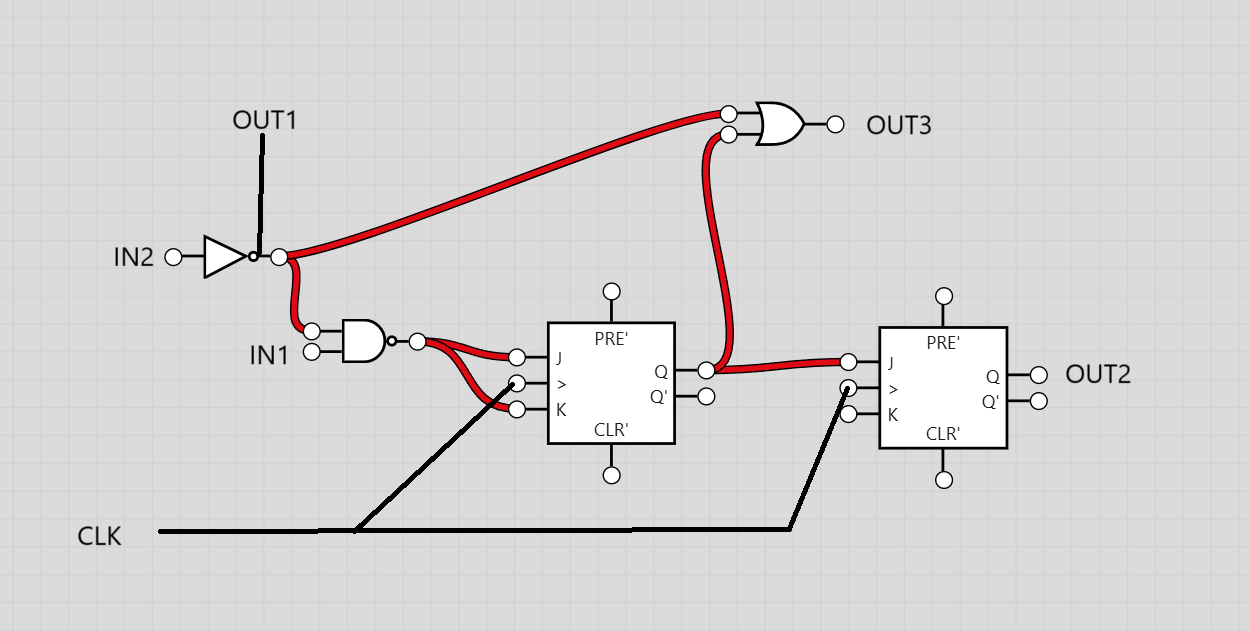 OUT1
OUT3
IN2
IN1
PRE'
J
>
K
Q
Q'
CLR'
PRE'
J
>
K
Q
Q'
CLR'
OUT2
CLK